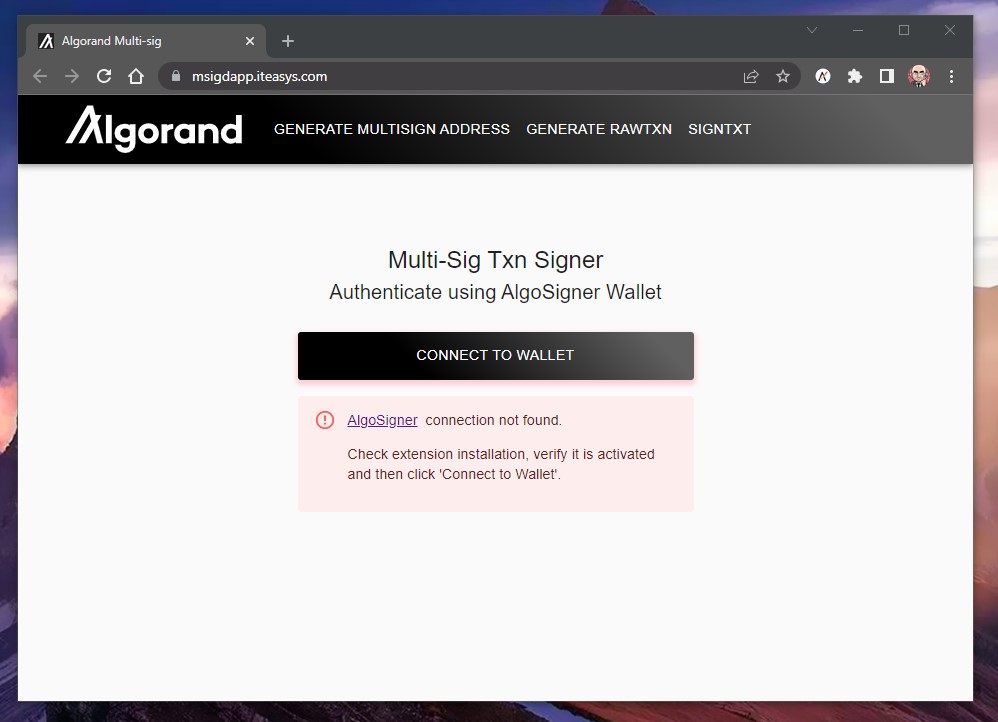 Algorand Multi-sig
msigdapp.iteasys.com
Algorand GENERATE MULTISIGN ADDRESS GENERATE RAWTXN SIGNTXT
Multi-Sig Txn Signer
Authenticate using AlgoSigner Wallet
CONNECT TO WALLET
AlgoSigner connection not found.
Check extension installation, verify it is activated
and then click 'Connect to Wallet'.